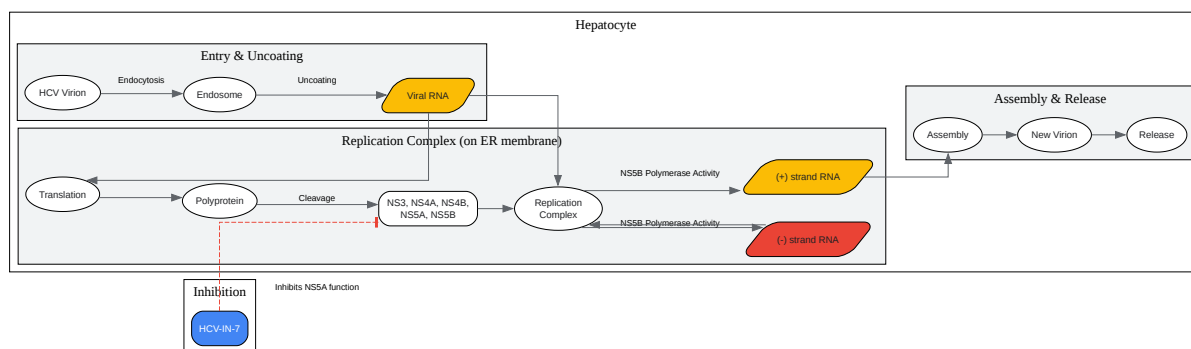 Hepatocyte
Entry & Uncoating
HCV Virion
Endocytosis
Endosome
Uncoating
Viral RNA
Replication Complex (on ER membrane)
Translation
Polyprotein
Cleavage
NS3, NS4A, NS4B,
NS5A, NS5B
Replication
Complex
NS5B Polymerase Activity
(+) strand RNA
NS5B Polymerase Activity
(-) strand RNA
Assembly & Release
Assembly
New Virion
Release
Inhibition
Inhibits NS5A function
HCV-IN-7